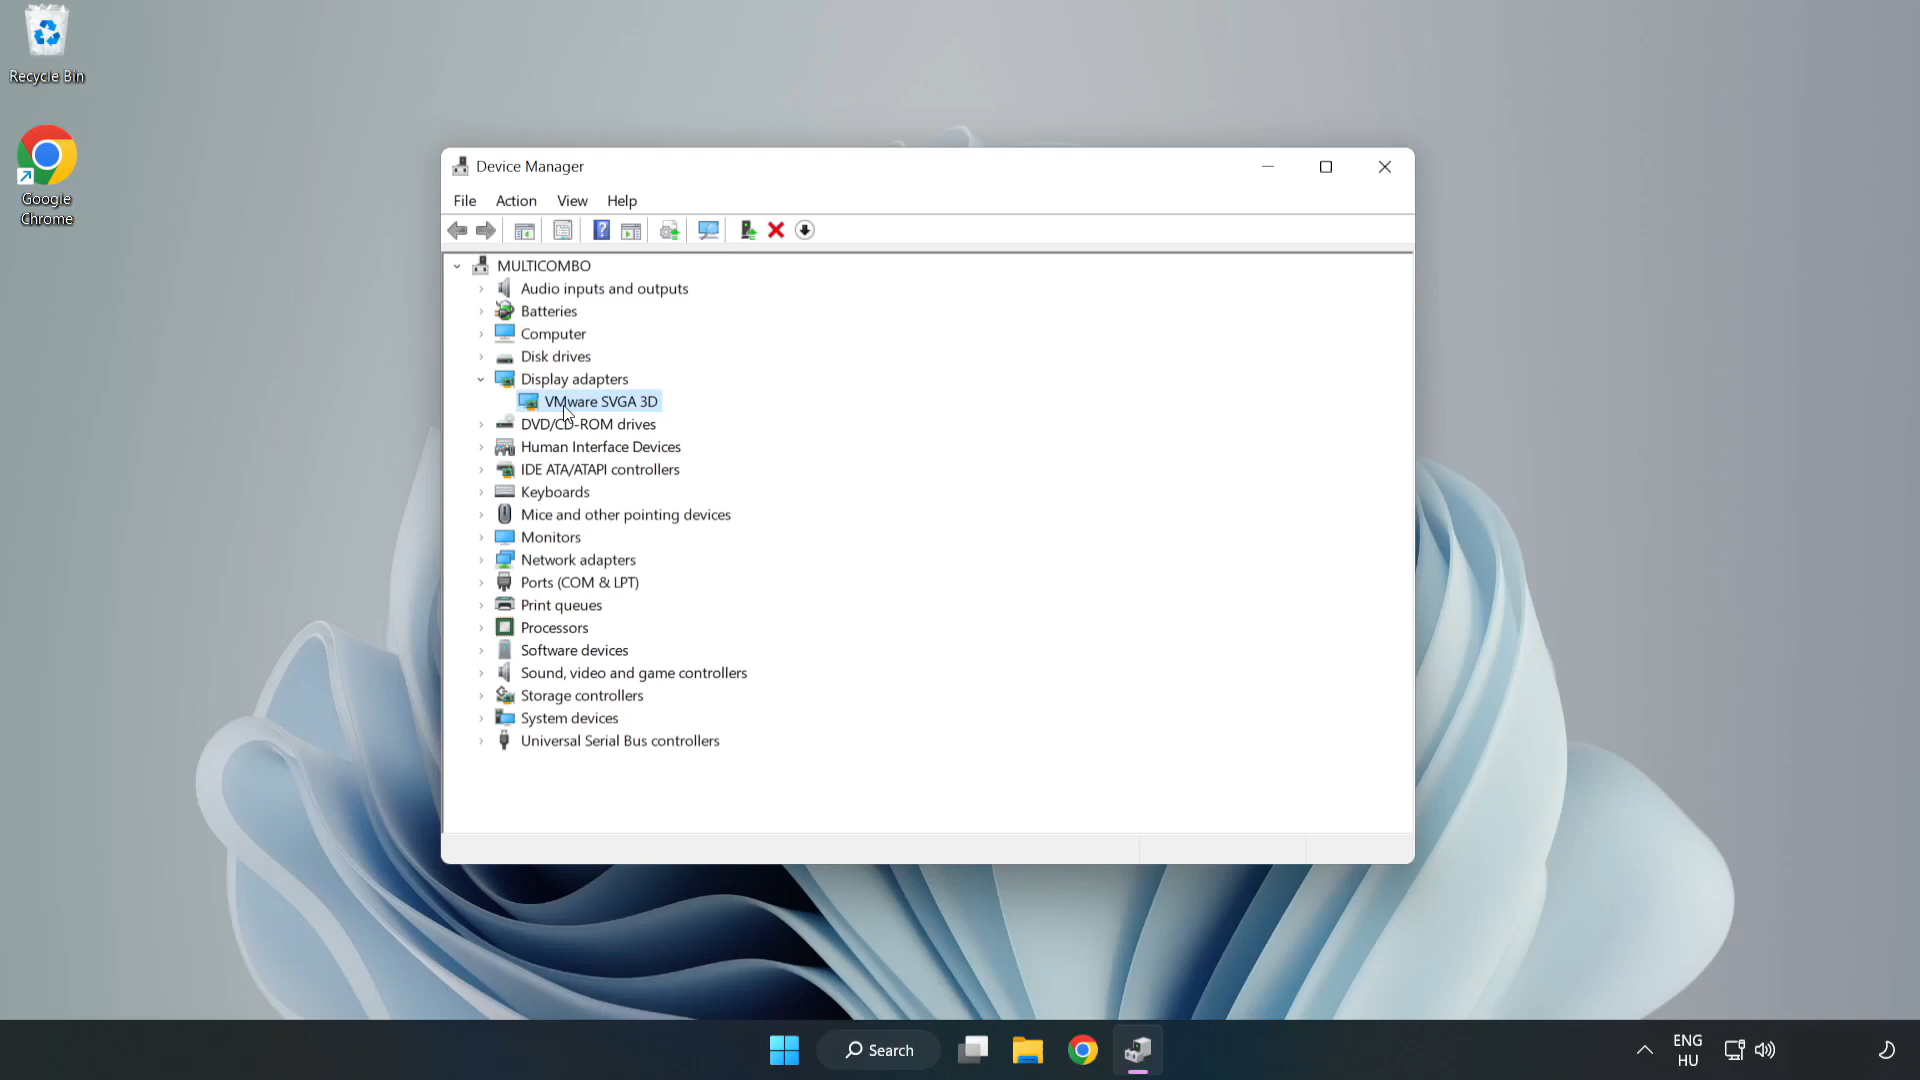 Recycle Bin
Google
Chrome
Device Manager
File Action View Help
MULTICOMBO
Audio inputs and outputs
Batteries
Computer
Disk drives
Display adapters
VMware SVGA 3D
DVD/CD-ROM drives
Human Interface Devices
IDE ATA/ATAPI controllers
Keyboards
Mice and other pointing devices
Monitors
Network adapters
Ports (COM & LPT)
Print queues
Processors
Software devices
Sound, video and game controllers
Storage controllers
System devices
Universal Serial Bus controllers
Search
ENG
HU